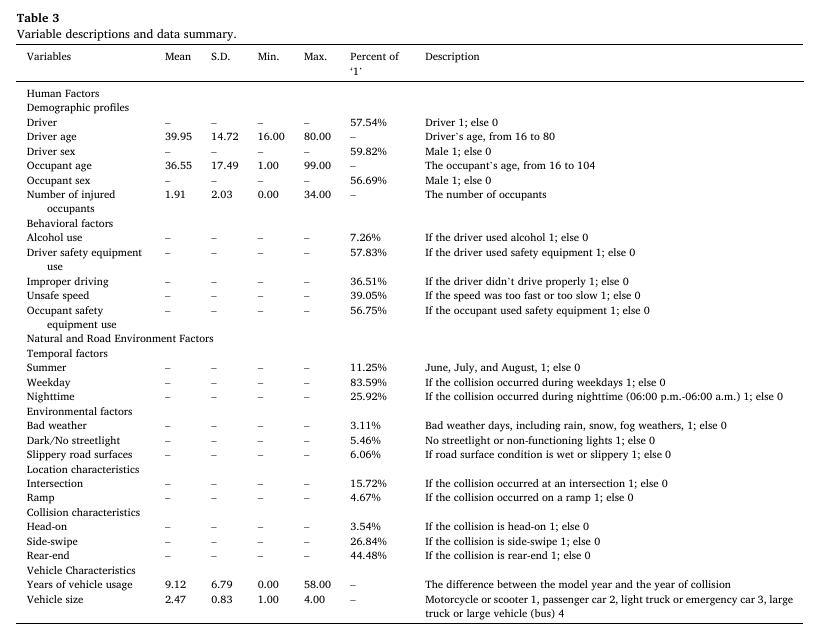 Table 3
Variable descriptions and data summary.
Variables Mean S.D. Min. Max. Percent of Description
‘1’
Human Factors
Demographic profiles
Driver – – – – 57.54% Driver 1; else 0
Driver age 39.95 14.72 16.00 80.00 – Driver`s age, from 16 to 80
Driver sex – – – – 59.82% Male 1; else 0
Occupant age 36.55 17.49 1.00 99.00 – The occupant's age, from 16 to 104
Occupant sex – – – – 56.69% Male 1; else 0
Number of injured 1.91 2.03 0.00 34.00 – The number of occupants
occupants
Behavioral factors
Alcohol use – – – – 7.26% If the driver used alcohol 1; else 0
Driver safety equipment – – – – 57.83% If the driver used safety equipment 1; else 0
use
Improper driving – – – – 36.51% If the driver didn`t drive properly 1; else 0
Unsafe speed – – – – 39.05% If the speed was too fast or too slow 1; else 0
Occupant safety – – – – 56.75% If the occupant used safety equipment 1; else 0
equipment use
Natural and Road Environment Factors
Temporal factors
Summer – – – – 11.25% June, July, and August, 1; else 0
Weekday – – – – 83.59% If the collision occurred during weekdays 1; else 0
Nighttime – – – – 25.92% If the collision occurred during nighttime (06:00 p.m.-06:00 a.m.) 1; else 0
Environmental factors
Bad weather – – – – 3.11% Bad weather days, including rain, snow, fog weathers, 1; else 0
Dark/No streetlight – – – – 5.46% No streetlight or non-functioning lights 1; else 0
Slippery road surfaces – – – – 6.06% If road surface condition is wet or slippery 1; else 0
Location characteristics
Intersection – – – – 15.72% If the collision occurred at an intersection 1; else 0
Ramp – – – – 4.67% If the collision occurred on a ramp 1; else 0
Collision characteristics
Head-on – – – – 3.54% If the collision is head-on 1; else 0
Side-swipe – – – – 26.84% If the collision is side-swipe 1; else 0
Rear-end – – – – 44.48% If the collision is rear-end 1; else 0
Vehicle Characteristics
Years of vehicle usage 9.12 6.79 0.00 58.00 – The difference between the model year and the year of collision
Vehicle size 2.47 0.83 1.00 4.00 – Motorcycle or scooter 1, passenger car 2, light truck or emergency car 3, large
truck or large vehicle (bus) 4